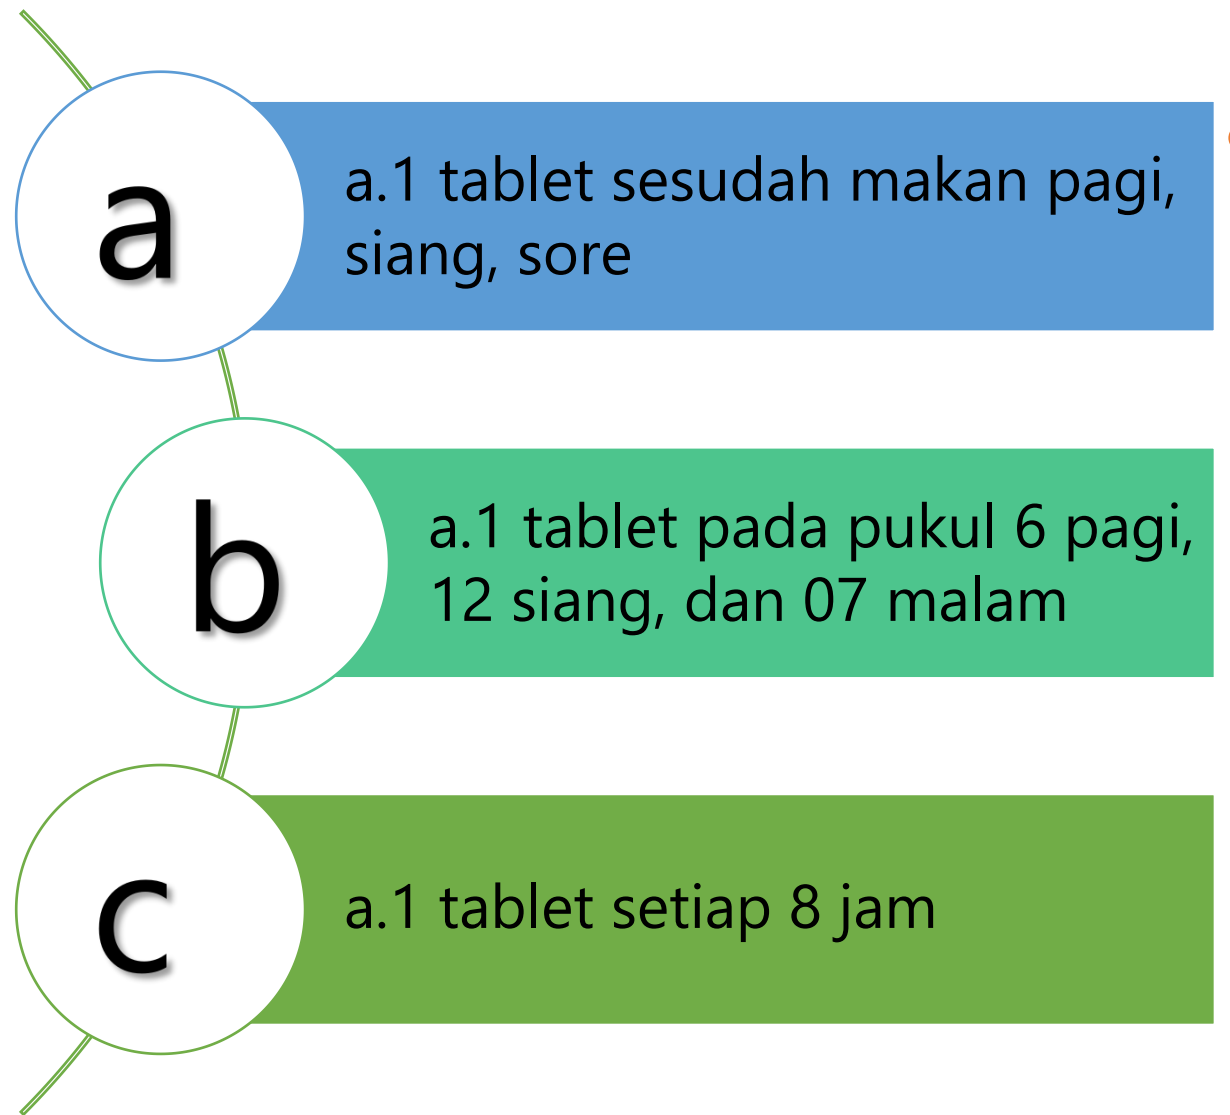 a
a.1 tablet sesudah makan pagi,
siang, sore
b
a.1 tablet pada pukul 6 pagi,
12 siang, dan 07 malam
c
a.1 tablet setiap 8 jam